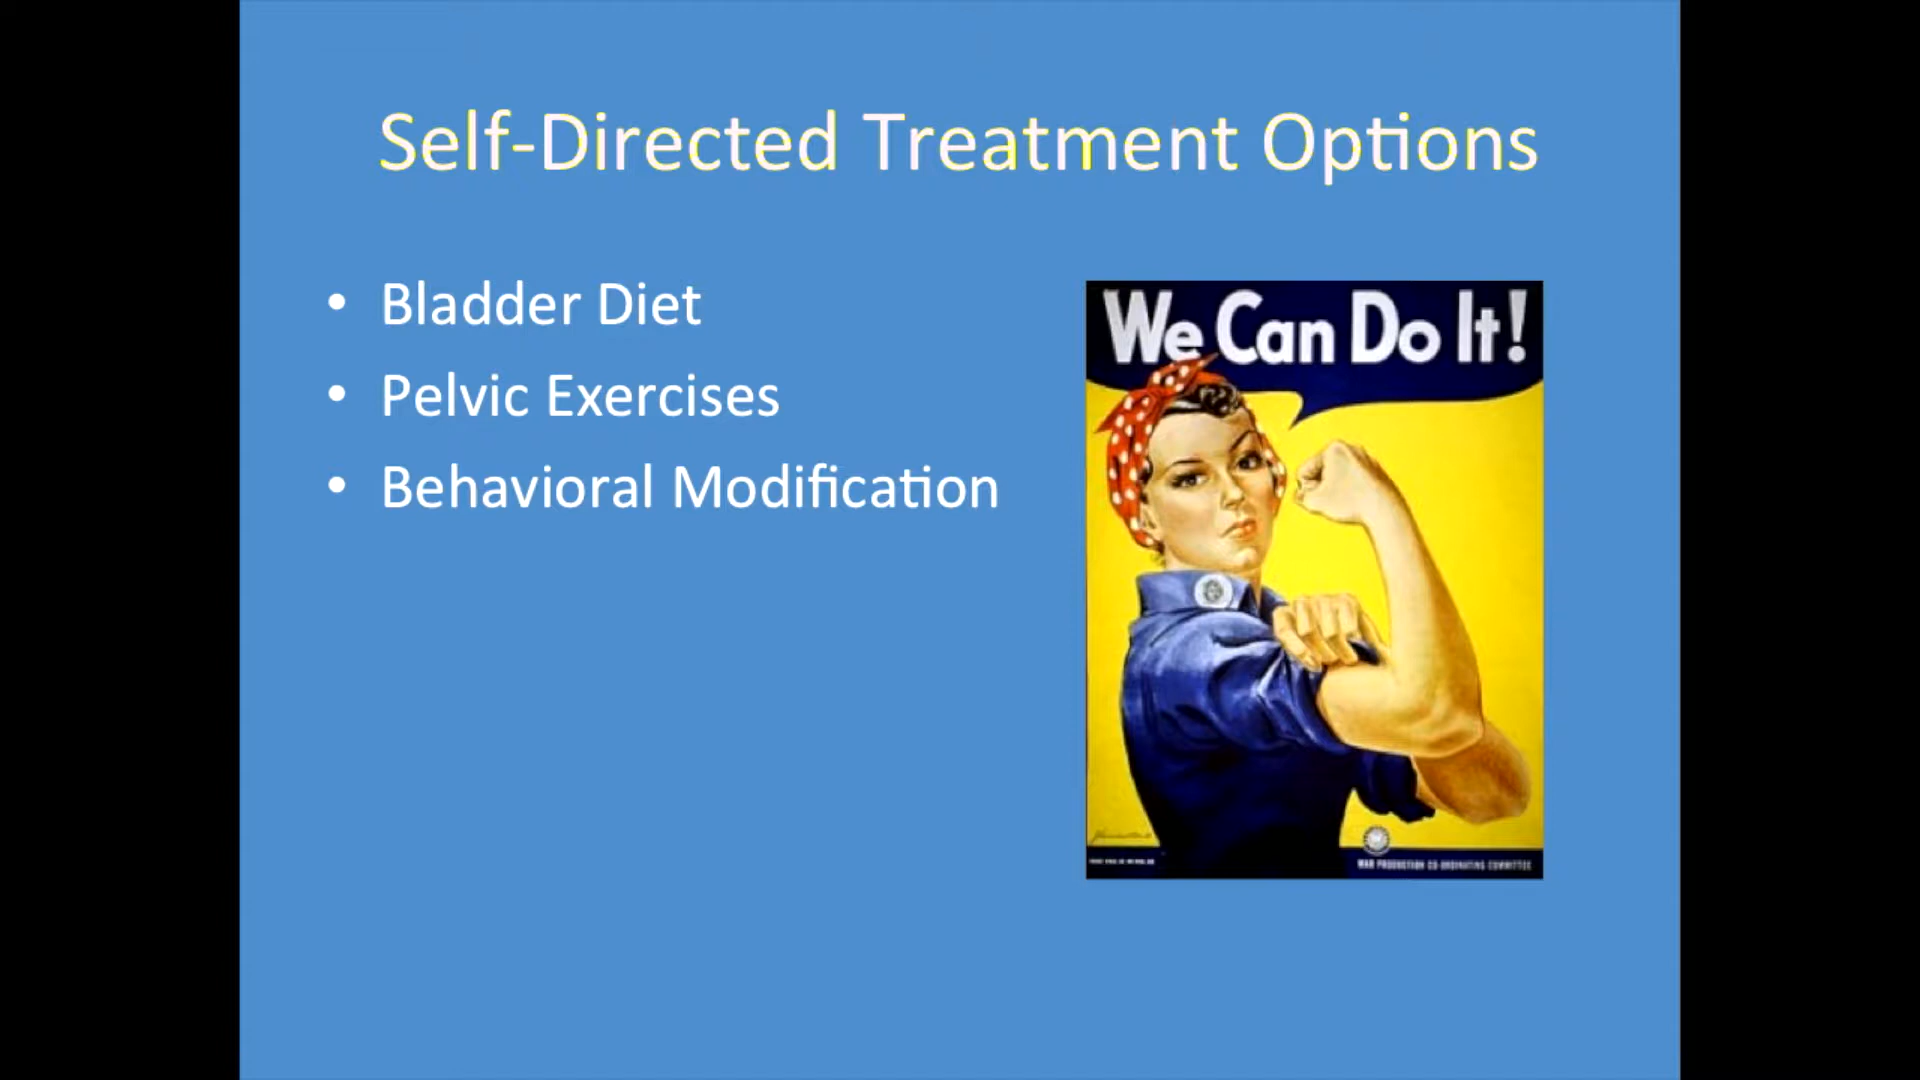 Self-Directed Treatment Options
• Bladder Diet
• Pelvic Exercises
• Behavioral Modification
We Can Do It!
WAR PRODUCTION CO-ORDINATING COMMITTEE